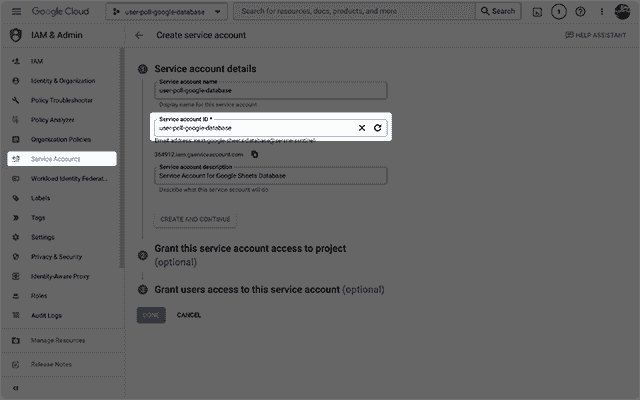 Google Cloud
user-poll-google-database
Search for resources, docs, products, and more
Search
1
IAM & Admin
Create service account
HELP ASSISTANT
IAM
Identity & Organization
Policy Troubleshooter
Policy Analyzer
Organization Policies
Service Accounts
Workload Identity Federat...
Labels
Tags
Settings
Privacy & Security
Identity-Aware Proxy
Roles
Audit Logs
Manage Resources
Release Notes
1 Service account details
Service account name
user-poll-google-database
Display name for this service account
Service account ID *
user-poll-google-database
Email address:
364912.iam.gserviceaccount.com
Service account description
Service Account for Google Sheets Database
Describe what this service account will do
CREATE AND CONTINUE
2 Grant this service account access to project
(optional)
3 Grant users access to this service account (optional)
DONE
CANCEL